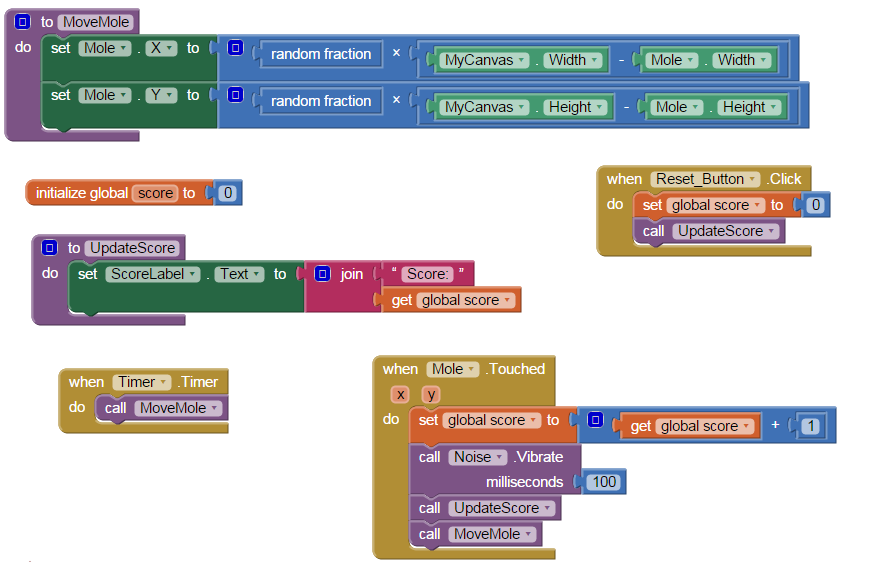 to MoveMole
do set Mole . X to random fraction × MyCanvas . Width - Mole . Width
set Mole . Y to random fraction × MyCanvas . Height - Mole . Height
initialize global score to 0
when Reset_Button .Click
do set global score to 0
call UpdateScore
to UpdateScore
do set ScoreLabel . Text to join " Score: "
get global score
when Timer .Timer
do call MoveMole
when Mole .Touched
x y
do set global score to get global score + 1
call Noise .Vibrate
milliseconds 100
call UpdateScore
call MoveMole